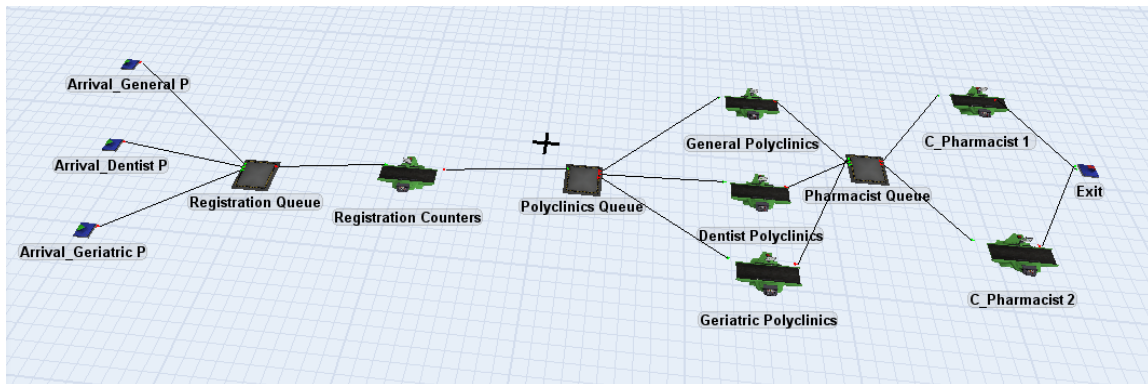 Arrival_General P
Arrival_Dentist P
Arrival_Geriatric P
Registration Queue
Registration Counters
Polyclinics Queue
General Polyclinics
Dentist Polyclinics
Geriatric Polyclinics
Pharmacist Queue
C_Pharmacist 1
C_Pharmacist 2
Exit